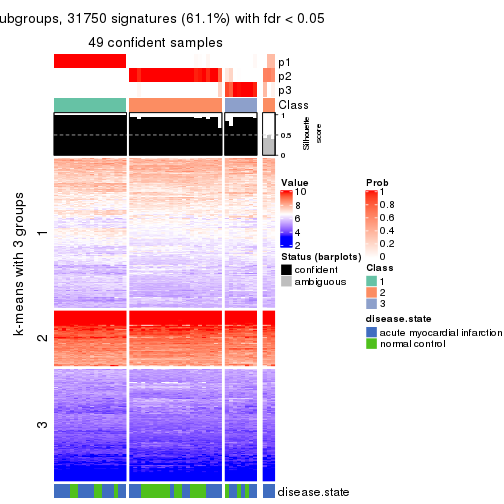 ubgroups, 31750 signatures (61.1%) with fdr < 0.05
49 confident samples
p1
p2
p3
Class
1
0.5
0
Silhouette
score
k-means with 3 groups
1
2
3
Value
10
8
6
4
2
Status (barplots)
confident
ambiguous
Prob
1
0.8
0.6
0.4
0.2
0
Class
1
2
3
disease.state
acute myocardial infarction
normal control
disease.state